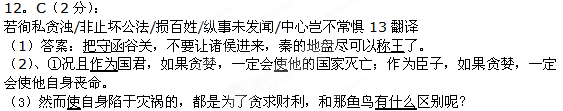 12。C（2 分）：
若徇私贪浊/非止坏公法/损百姓/纵事未发闻/中心岂不常惧 13 翻译
（1）答案：把守函谷关，不要让诸侯进来，秦的地盘尽可以称王了。
（2）、①况且作为国君，如果贪婪，一定会使他的国家灭亡；作为臣子，如果贪婪，一定
会使他自身丧命。
（3）然而使自身陷于灾祸的，都是为了贪求财利，和那鱼鸟有什么区别呢？